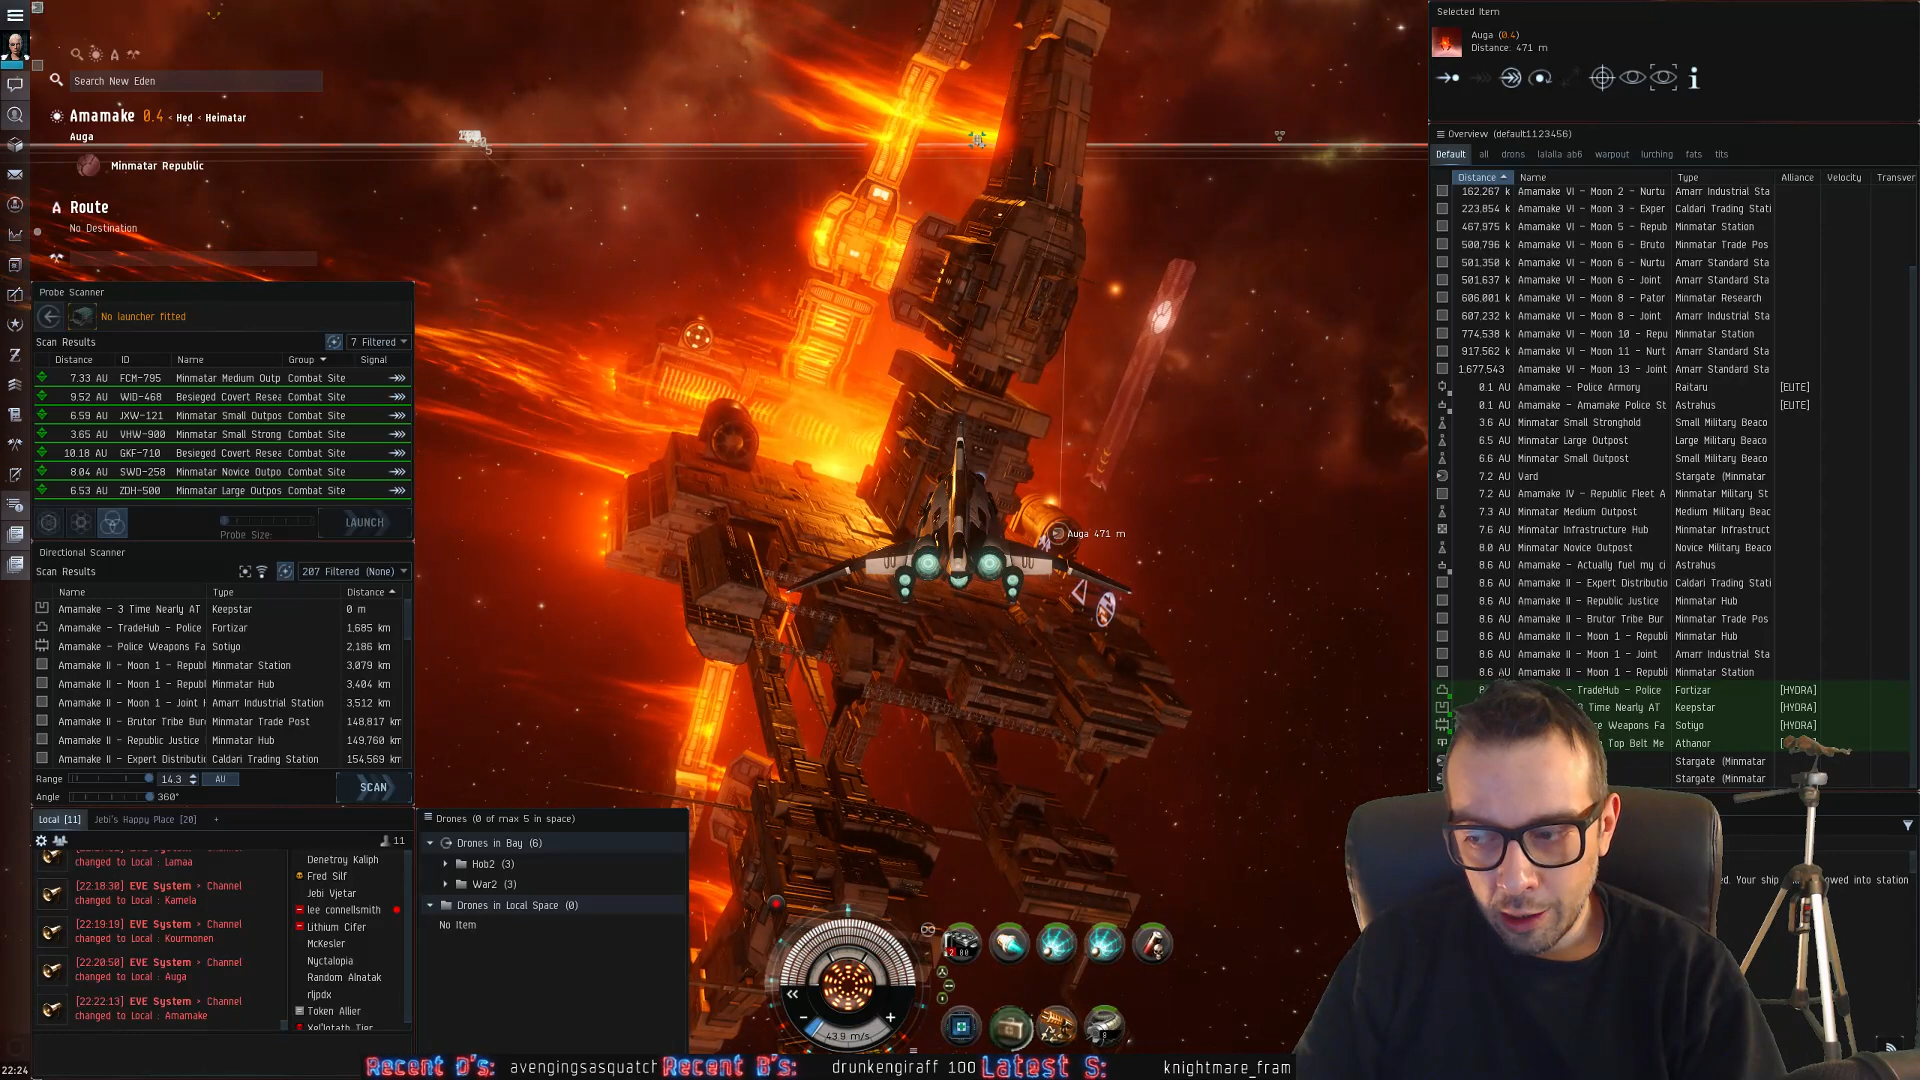 Search New Eden
Amamake 0.4 < Hed < Heimatar
Auga
Minmatar Republic
Route
No Destination
Probe Scanner
No launcher fitted
Scan Results
7 Filtered
Distance ID Name Group Signal
7.33 AU FCM-795 Minmatar Medium Outp Combat Site
9.52 AU WID-468 Besieged Covert Resea Combat Site
6.59 AU JXW-121 Minmatar Small Outpos Combat Site
3.65 AU VHW-900 Minmatar Small Strong Combat Site
10.18 AU GKF-710 Besieged Covert Resea Combat Site
8.04 AU SWD-258 Minmatar Novice Outpo Combat Site
6.53 AU ZDH-500 Minmatar Large Outpos Combat Site
Probe Size:
LAUNCH
Directional Scanner
Scan Results
207 Filtered (None)
Name Type Distance
Amamake - 3 Time Nearly AT Keepstar 0 m
Amamake - TradeHub - Police Fortizar 1,685 km
Amamake - Police Weapons Fa Sotiyo 2,186 km
Amamake II - Moon 1 - Republ Minmatar Station 3,079 km
Amamake II - Moon 1 - Republ Minmatar Hub 3,404 km
Amamake II - Moon 1 - Joint H Amarr Industrial Station 3,512 km
Amamake II - Brutor Tribe Bur Minmatar Trade Post 148,817 km
Amamake II - Republic Justice Minmatar Hub 149,760 km
Amamake II - Expert Distributi Caldari Trading Station 154,569 km
Range 14.3 AU
Angle 360°
SCAN
Local [11] Jebi's Happy Place [20] +
11
changed to Local : Lamaa
[22:18:30] EVE System > Channel
changed to Local : Kamela
[22:19:19] EVE System > Channel
changed to Local : Kourmonen
[22:20:50] EVE System > Channel
changed to Local : Auga
[22:22:13] EVE System > Channel
changed to Local : Amamake
Denetroy Kaliph
Fred Silf
Jebi Vjetar
lee connellsmith
Lithium Cifer
McKesler
Nyctalopia
Random Alnatak
rljpdx
Token Allier
Xel'Intath Tier
22:24
Drones (0 of max 5 in space)
Drones in Bay (6)
Hob2 (3)
War2 (3)
Drones in Local Space (0)
No Item
Auga 471 m
80
43.9 m/s
8
Recent D's: avengingsasquatch Recent B's: drunkengiraff 100 Latest S: knightmare_fram
Selected Item
Auga (0.4)
Distance: 471 m
Overview (default1123456)
Default all drones lalalla ab6 warpout lurching fats tits
Distance Name Type Alliance Velocity Transver
162,267 k Amamake VI - Moon 2 - Nurtu Amarr Industrial Sta
223,854 k Amamake VI - Moon 3 - Exper Caldari Trading Stati
467,975 k Amamake VI - Moon 5 - Repub Minmatar Station
500,796 k Amamake VI - Moon 6 - Bruto Minmatar Trade Pos
501,350 k Amamake VI - Moon 6 - Nurtu Amarr Standard Sta
501,637 k Amamake VI - Moon 6 - Joint Amarr Industrial Sta
606,001 k Amamake VI - Moon 8 - Pator Minmatar Research
607,232 k Amamake VI - Moon 8 - Joint Amarr Industrial Sta
774,538 k Amamake VI - Moon 10 - Repu Minmatar Station
917,562 k Amamake VI - Moon 11 - Nurt Amarr Standard Sta
1,677,543 Amamake VI - Moon 13 - Joint Amarr Standard Sta
0.1 AU Amamake - Police Armory Raitaru [ELITE]
0.1 AU Amamake - Amamake Police St Astrahus [ELITE]
3.6 AU Minmatar Small Stronghold Small Military Beaco
6.5 AU Minmatar Large Outpost Large Military Beaco
6.6 AU Minmatar Small Outpost Small Military Beaco
7.2 AU Vard Stargate (Minmatar
7.2 AU Amamake IV - Republic Fleet A Minmatar Military St
7.3 AU Minmatar Medium Outpost Medium Military Beac
7.6 AU Minmatar Infrastructure Hub Minmatar Infrastruct
8.0 AU Minmatar Novice Outpost Novice Military Beaco
8.6 AU Amamake - Actually fuel my ci Astrahus
8.6 AU Amamake II - Expert Distributio Caldari Trading Stati
8.6 AU Amamake II - Republic Justice Minmatar Hub
8.6 AU Amamake II - Brutor Tribe Bur Minmatar Trade Pos
8.6 AU Amamake II - Moon 1 - Republi Minmatar Hub
8.6 AU Amamake II - Moon 1 - Joint Amarr Industrial Sta
8.6 AU Amamake II - Moon 1 - Republi Minmatar Station
TradeHub - Police Fortizar [HYDRA]
3 Time Nearly AT Keepstar [HYDRA]
Weapons Fa Sotiyo [HYDRA]
Top Belt Me Athanor
Stargate (Minmatar
Stargate (Minmatar
Your ship
into station